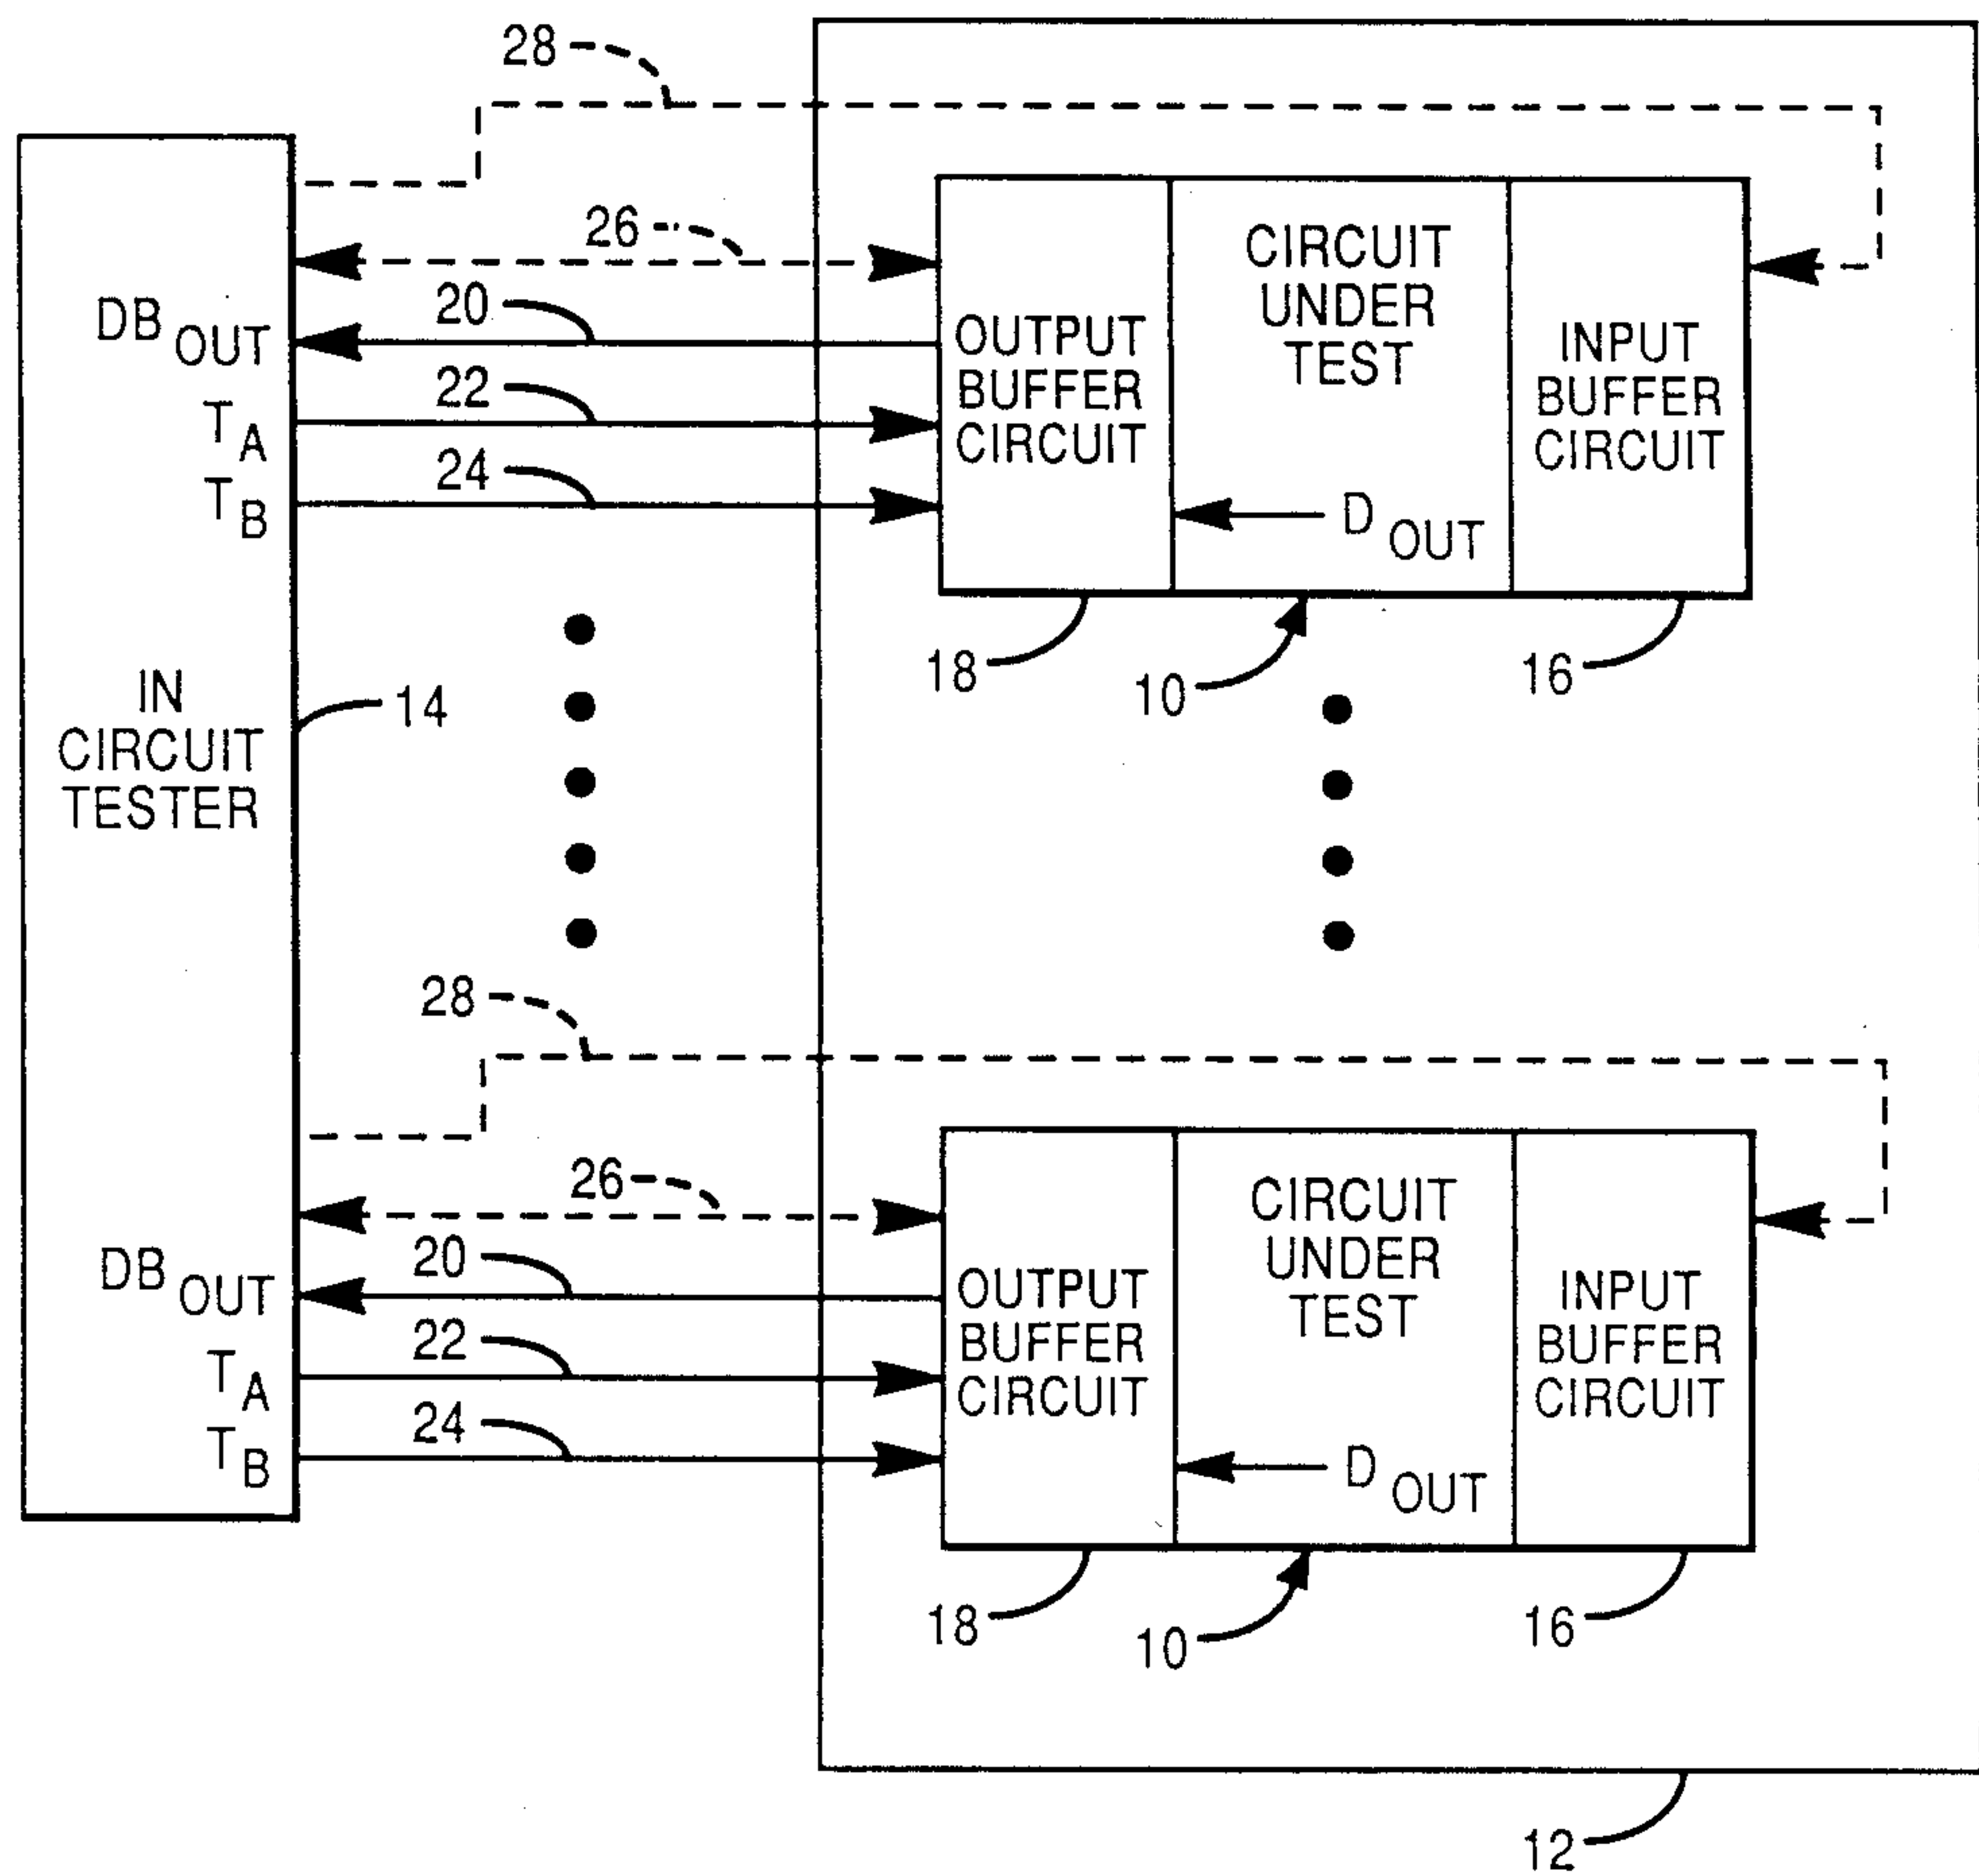 28
26
DB OUT
20
22
24
T A
T B
OUTPUT
BUFFER
CIRCUIT
CIRCUIT
UNDER
TEST
D OUT
INPUT
BUFFER
CIRCUIT
18
10
16
IN
CIRCUIT
TESTER
14
28
26
DB OUT
20
22
24
T A
T B
OUTPUT
BUFFER
CIRCUIT
CIRCUIT
UNDER
TEST
D OUT
INPUT
BUFFER
CIRCUIT
18
10
16
12